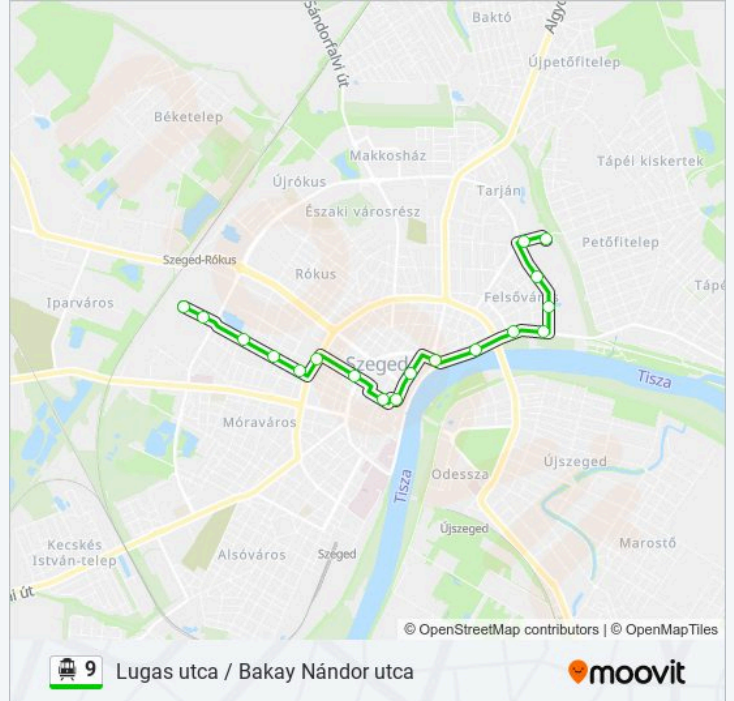 Sándorfalvi út
Baktó
Algyő
Újpetőfitelep
Béketelep
Makkosház
Tápéi kiskertek
Újrókus
Tarján
Északi városrész
Petőfitelep
Szeged-Rókus
Rókus
Tápé
Iparváros
Felsőváros
Szeged
Tisza
Móraváros
Újszeged
Odessza
Tisza
Újszeged
Kecskés
István-telep
Alsóváros
Szeged
Marostő
út
© OpenStreetMap contributors | © OpenMapTiles
9 Lugas utca / Bakay Nándor utca
moovit